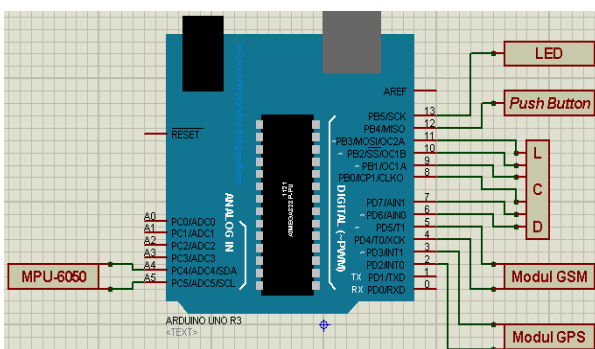 LED
AREF
PB5/SCK 13
PB4/MISO 12
Push Button
RESET
~PB3/MOSI/OC2A 11
~PB2/SS/OC1B 10
~PB1/OC1A 9
PB0/ICP1/CLKO 8
L
C
D
1121
ATMEGA328P-PU
ANALOG IN
DIGITAL (~PWM)
PD7/AIN1 7
~PD6/AIN0 6
~PD5/T1 5
PD4/T0/XCK 4
~PD3/INT1 3
PD2/INT0 2
TX PD1/TXD 1
RX PD0/RXD 0
A0 PC0/ADC0
A1 PC1/ADC1
A2 PC2/ADC2
A3 PC3/ADC3
A4 PC4/ADC4/SDA
A5 PC5/ADC5/SCL
MPU-6050
Modul GSM
Modul GPS
ARDUINO UNO R3
<TEXT>